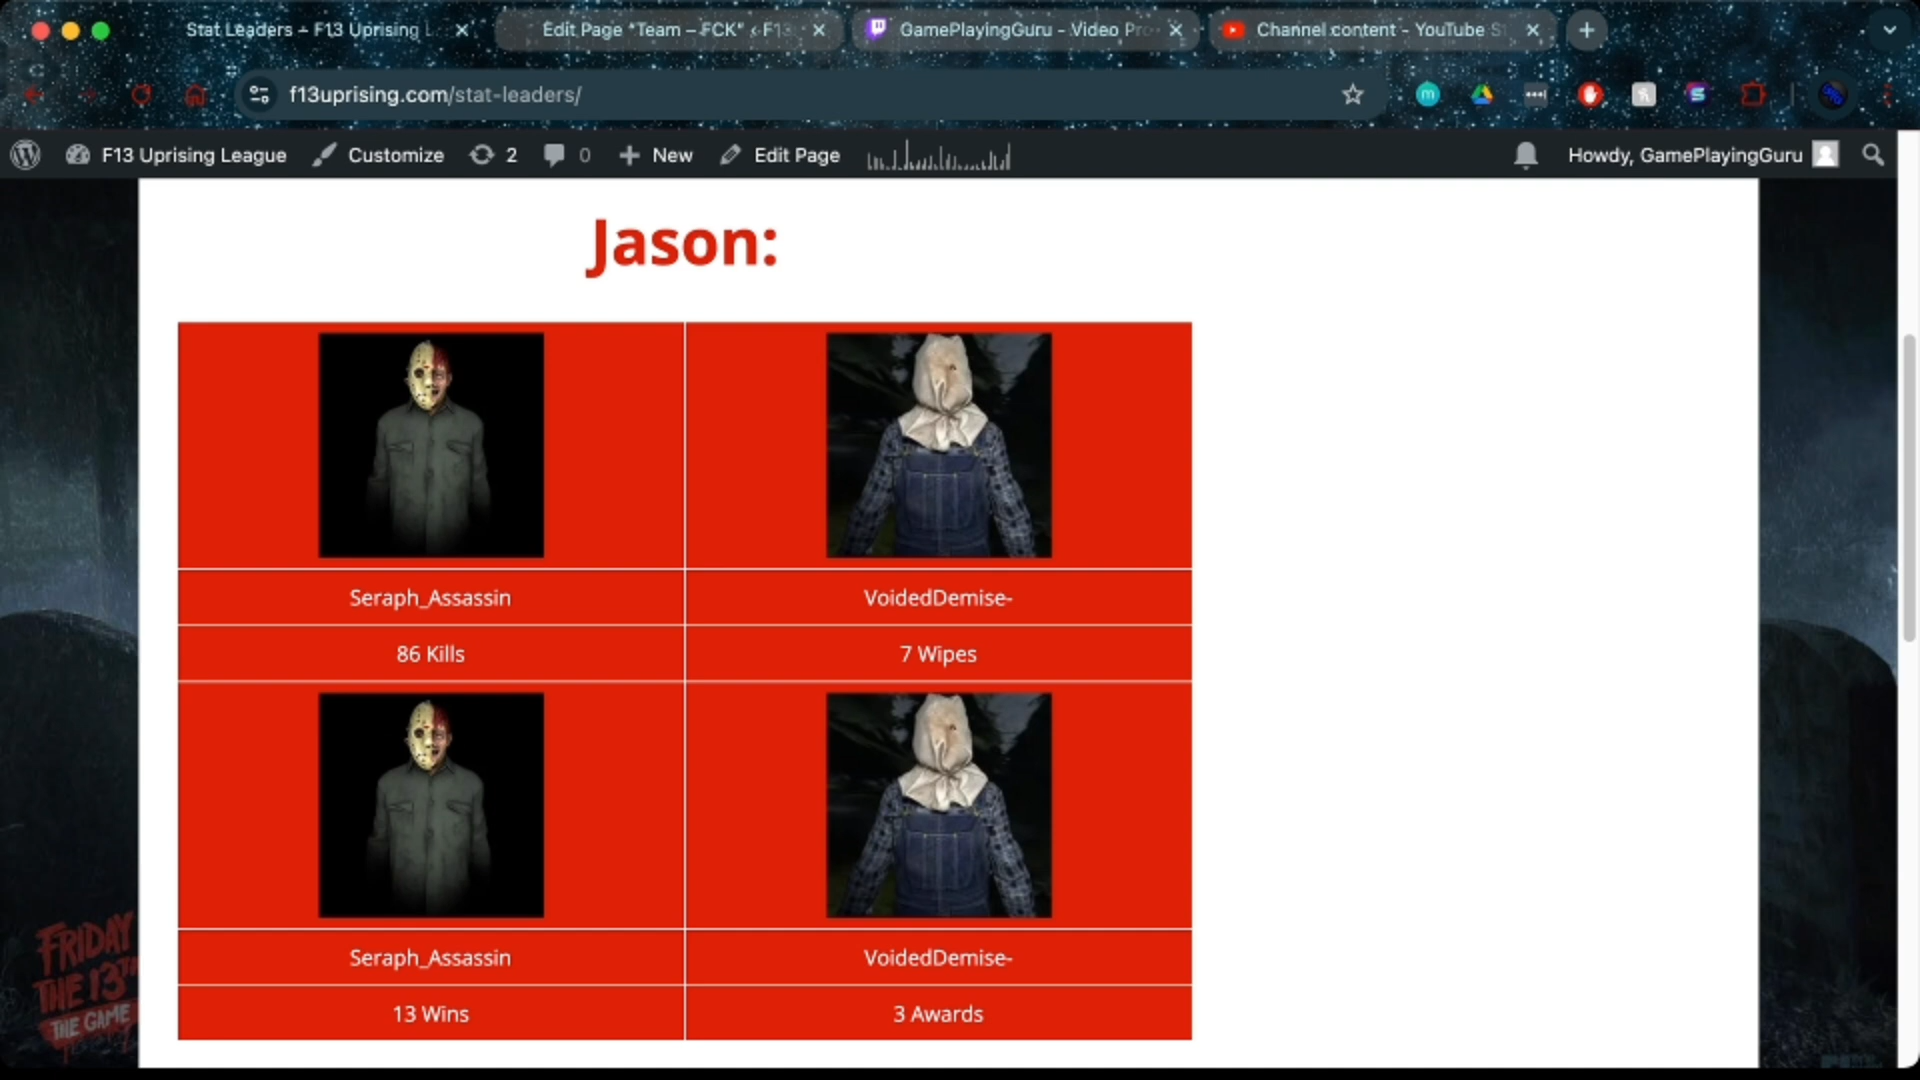 Stat Leaders – F13 Uprising L
Edit Page "Team – FCK" ‹ F13
GamePlayingGuru - Video Pro
Channel content - YouTube S
f13uprising.com/stat-leaders/
F13 Uprising League
Customize
2
0
New
Edit Page
Howdy, GamePlayingGuru
Jason:
Seraph_Assassin
VoidedDemise-
86 Kills
7 Wipes
Seraph_Assassin
VoidedDemise-
13 Wins
3 Awards
FRIDAY
THE 13TH
THE GAME